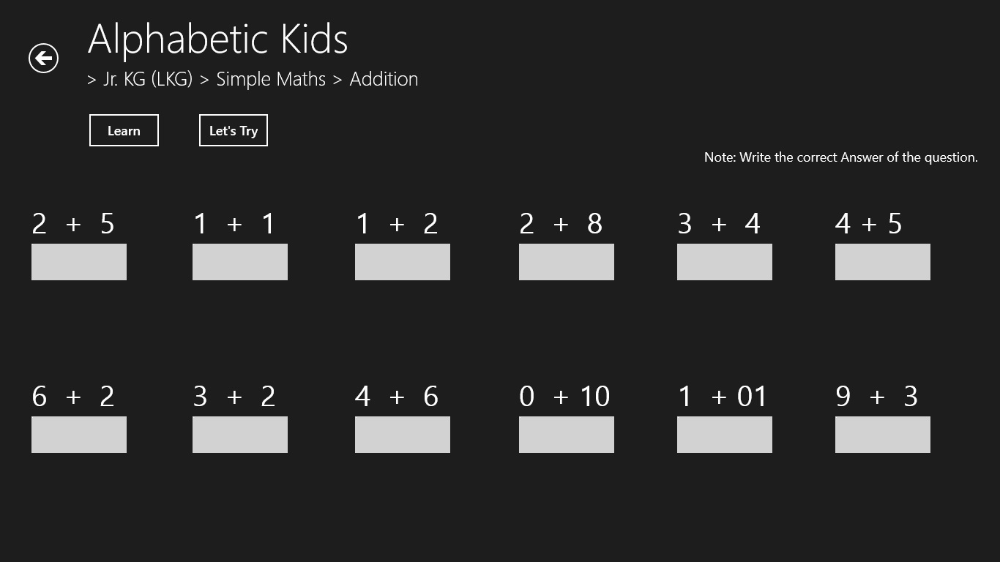 Alphabetic Kids
> Jr. KG (LKG) > Simple Maths > Addition
Learn Let's Try
Note: Write the correct Answer of the question.
2 + 5 1 + 1 1 + 2 2 + 8 3 + 4 4 + 5
6 + 2 3 + 2 4 + 6 0 + 10 1 + 01 9 + 3